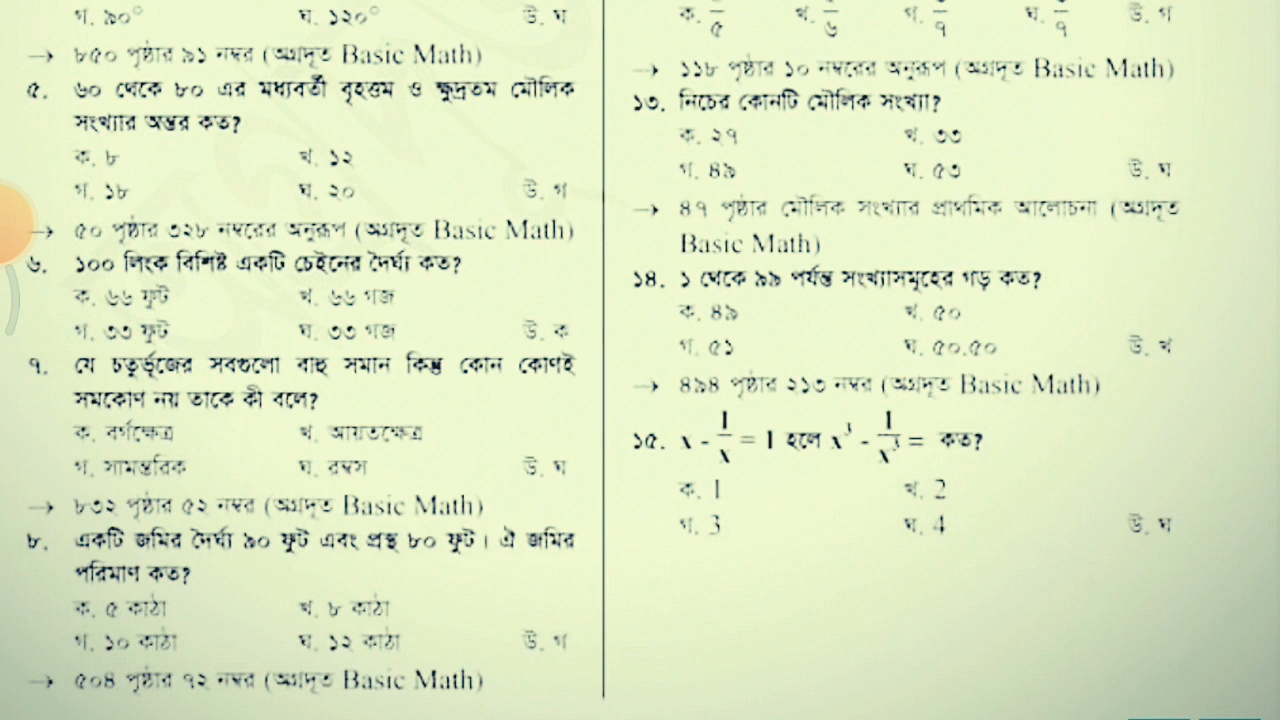 গ. ৯০° ঘ. ১২০° উ. ঘ
→ ৮৫০ পৃষ্ঠার ৯১ নম্বর (অগ্রদূত Basic Math)
৫. ৬০ থেকে ৮০ এর মধ্যবর্তী বৃহত্তম ও ক্ষুদ্রতম মৌলিক
সংখ্যার অন্তর কত?
ক. ৮ খ. ১২
গ. ১৮ ঘ. ২০ উ. গ
→ ৫০ পৃষ্ঠার ৩২৮ নম্বরের অনুরূপ (অগ্রদূত Basic Math)
৬. ১০০ লিংক বিশিষ্ট একটি চেইনের দৈর্ঘ্য কত?
ক. ৬৬ ফুট খ. ৬৬ গজ
গ. ৩৩ ফুট ঘ. ৩৩ গজ উ. ক
৭. যে চতুর্ভূজের সবগুলো বাহু সমান কিন্তু কোন কোণই
সমকোণ নয় তাকে কী বলে?
ক. বর্গক্ষেত্র খ. আয়তক্ষেত্র
গ. সামন্তরিক ঘ. রম্বস উ. ঘ
→ ৮৩২ পৃষ্ঠার ৫২ নম্বর (অগ্রদূত Basic Math)
৮. একটি জমির দৈর্ঘ্য ৯০ ফুট এবং প্রস্থ ৮০ ফুট। ঐ জমির
পরিমাণ কত?
ক. ৫ কাঠা খ. ৮ কাঠা
গ. ১০ কাঠা ঘ. ১২ কাঠা উ. গ
→ ৫০৪ পৃষ্ঠার ৭২ নম্বর (অগ্রদূত Basic Math)
ক. ৫ খ. ৬ গ. ৭ ঘ. ৭ উ. গ
→ ১১৮ পৃষ্ঠার ১০ নম্বরের অনুরূপ (অগ্রদূত Basic Math)
১৩. নিচের কোনটি মৌলিক সংখ্যা?
ক. ২৭ খ. ৩৩
গ. ৪৯ ঘ. ৫৩ উ. ঘ
→ ৪৭ পৃষ্ঠার মৌলিক সংখ্যার প্রাথমিক আলোচনা (অগ্রদূত
Basic Math)
১৪. ১ থেকে ৯৯ পর্যন্ত সংখ্যাসমূহের গড় কত?
ক. ৪৯ খ. ৫০
গ. ৫১ ঘ. ৫০.৫০ উ. খ
→ ৪৯৪ পৃষ্ঠার ২১৩ নম্বর (অগ্রদূত Basic Math)
১৫. x - 1/x = 1 হলে x³ - 1/x³ = কত?
ক. 1 খ. 2
গ. 3 ঘ. 4 উ. ঘ